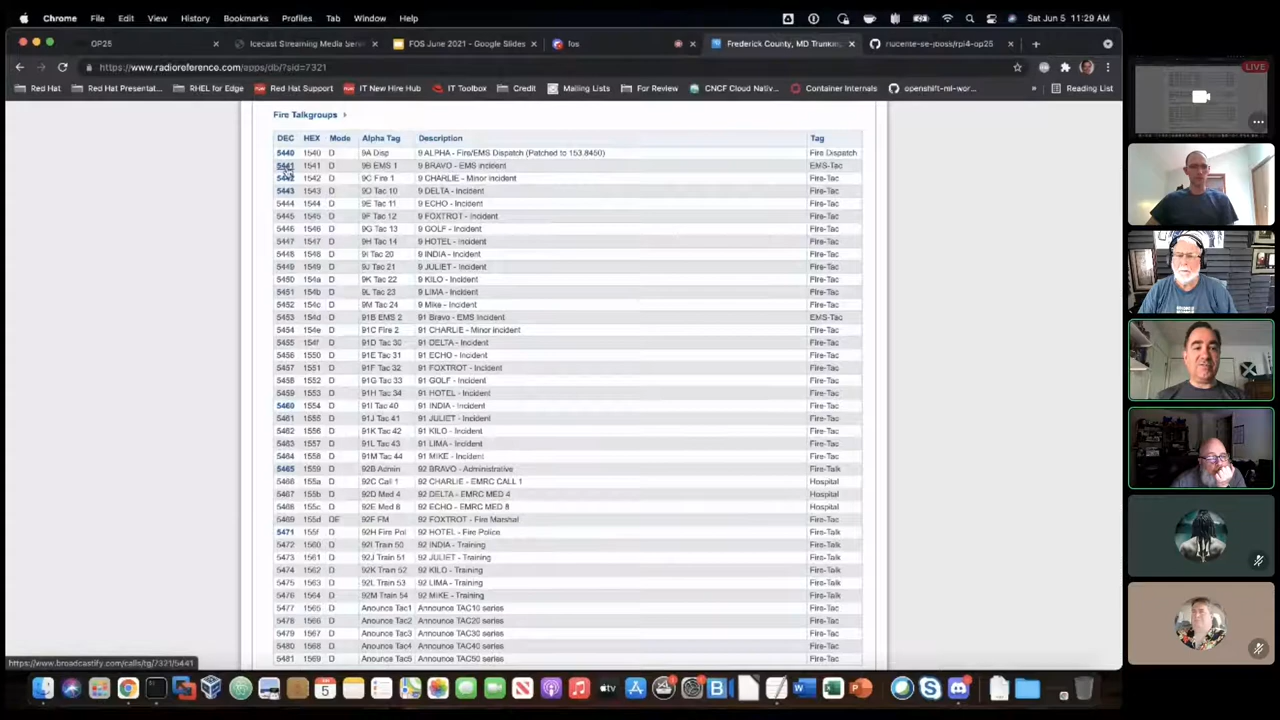 Chrome File Edit View History Bookmarks Profiles Tab Window Help Sat Jun 5 11:29 AM
OP25 Icecast Streaming Media Serv FOS June 2021 - Google Slides fos Frederick County, MD Trunking rlucente-se-jboss/rpi4-op25
https://www.radioreference.com/apps/db/?sid=7321
Red Hat Red Hat Presentat... RHEL for Edge Red Hat Support IT New Hire Hub IT Toolbox Credit Mailing Lists For Review CNCF Cloud Nativ... Container Internals openshift-ml-wor... » Reading List
LIVE
Fire Talkgroups
DEC HEX Mode Alpha Tag Description Tag
5440 1540 D 9A Disp 9 ALPHA - Fire/EMS Dispatch (Patched to 153.8450) Fire Dispatch
5441 1541 D 9B EMS 1 9 BRAVO - EMS Incident EMS-Tac
5442 1542 D 9C Fire 1 9 CHARLIE - Minor incident Fire-Tac
5443 1543 D 9D Tac 10 9 DELTA - Incident Fire-Tac
5444 1544 D 9E Tac 11 9 ECHO - Incident Fire-Tac
5445 1545 D 9F Tac 12 9 FOXTROT - Incident Fire-Tac
5446 1546 D 9G Tac 13 9 GOLF - Incident Fire-Tac
5447 1547 D 9H Tac 14 9 HOTEL - Incident Fire-Tac
5448 1548 D 9I Tac 20 9 INDIA - Incident Fire-Tac
5449 1549 D 9J Tac 21 9 JULIET - Incident Fire-Tac
5450 154a D 9K Tac 22 9 KILO - Incident Fire-Tac
5451 154b D 9L Tac 23 9 LIMA - Incident Fire-Tac
5452 154c D 9M Tac 24 9 Mike - Incident Fire-Tac
5453 154d D 91B EMS 2 91 Bravo - EMS Incident EMS-Tac
5454 154e D 91C Fire 2 91 CHARLIE - Minor incident Fire-Tac
5455 154f D 91D Tac 30 91 DELTA - Incident Fire-Tac
5456 1550 D 91E Tac 31 91 ECHO - Incident Fire-Tac
5457 1551 D 91F Tac 32 91 FOXTROT - Incident Fire-Tac
5458 1552 D 91G Tac 33 91 GOLF - Incident Fire-Tac
5459 1553 D 91H Tac 34 91 HOTEL - Incident Fire-Tac
5460 1554 D 91I Tac 40 91 INDIA - Incident Fire-Tac
5461 1555 D 91J Tac 41 91 JULIET - Incident Fire-Tac
5462 1556 D 91K Tac 42 91 KILO - Incident Fire-Tac
5463 1557 D 91L Tac 43 91 LIMA - Incident Fire-Tac
5464 1558 D 91M Tac 44 91 MIKE - Incident Fire-Tac
5465 1559 D 92B Admin 92 BRAVO - Administrative Fire-Talk
5466 155a D 92C Call 1 92 CHARLIE - EMRC CALL 1 Hospital
5467 155b D 92D Med 4 92 DELTA - EMRC MED 4 Hospital
5468 155c D 92E Med 8 92 ECHO - EMRC MED 8 Hospital
5469 155d DE 92F FM 92 FOXTROT - Fire Marshal Fire-Tac
5471 155f D 92H Fire Pol 92 HOTEL - Fire Police Fire-Talk
5472 1560 D 92I Train 50 92 INDIA - Training Fire-Talk
5473 1561 D 92J Train 51 92 JULIET - Training Fire-Talk
5474 1562 D 92K Train 52 92 KILO - Training Fire-Talk
5475 1563 D 92L Train 53 92 LIMA - Training Fire-Talk
5476 1564 D 92M Train 54 92 MIKE - Training Fire-Talk
5477 1565 D Anounce Tac1 Announce TAC10 series Fire-Tac
5478 1566 D Anounce Tac2 Announce TAC20 series Fire-Tac
5479 1567 D Anounce Tac3 Announce TAC30 series Fire-Tac
5480 1568 D Anounce Tac4 Announce TAC40 series Fire-Tac
5481 1569 D Anounce Tac5 Announce TAC50 series Fire-Tac
https://www.broadcastify.com/calls/tg/7321/5441